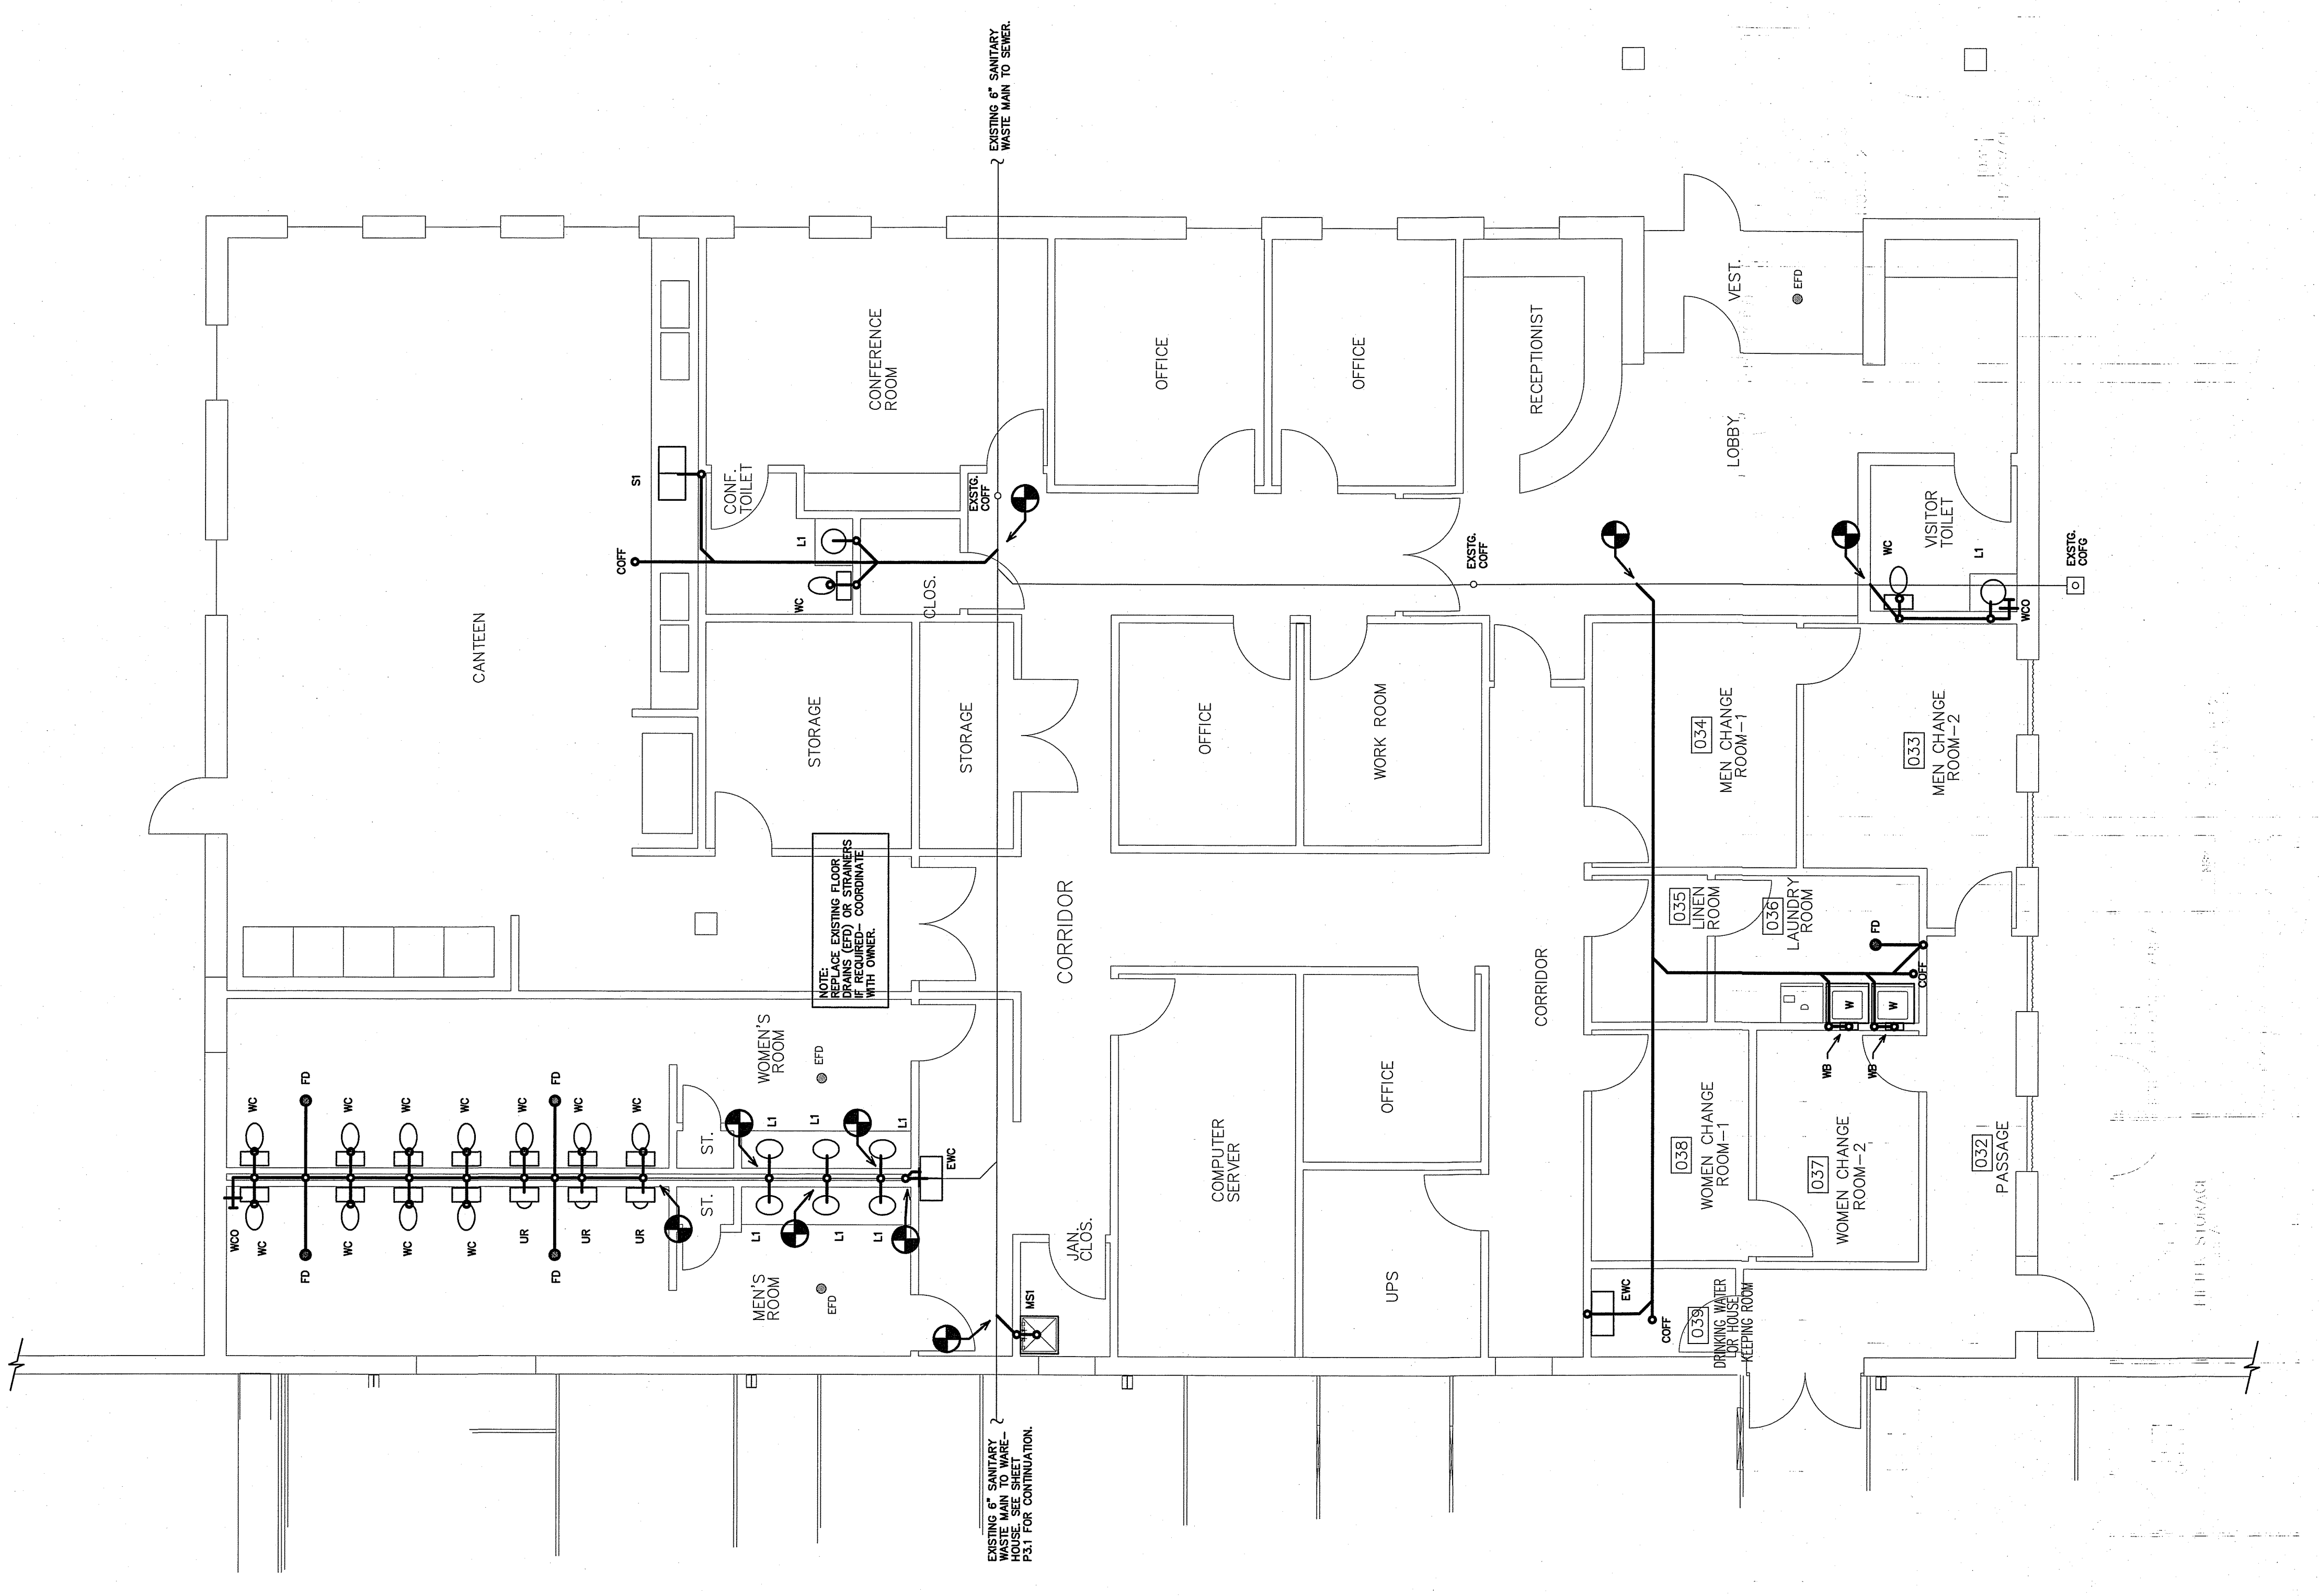 EXISTING 6" SANITARY
WASTE MAIN TO SEWER.
CANTEEN
S1
COFF
CONF.
TOILET
L1
WC
CLOS.
CONFERENCE
ROOM
EXSTG.
COFF
OFFICE
OFFICE
RECEPTIONIST
VEST.
EFD
LOBBY
EXSTG.
COFF
VISITOR
TOILET
WC
L1
WCO
EXSTG.
COFG
STORAGE
STORAGE
OFFICE
WORK ROOM
034
MEN CHANGE
ROOM-1
033
MEN CHANGE
ROOM-2
NOTE:
REPLACE EXISTING FLOOR
DRAINS (EFD) OR STRAINERS
IF REQUIRED- COORDINATE
WITH OWNER.
CORRIDOR
CORRIDOR
035
LINEN
ROOM
036
LAUNDRY
ROOM
FD
COFF
D
W
W
WB
WB
WOMEN'S
ROOM
EFD
WC
FD
WC
WC
WC
WC
FD
WC
WC
ST.
L1
L1
L1
EWC
WCO
WC
FD
WC
WC
WC
UR
FD
UR
UR
ST.
L1
L1
L1
MEN'S
ROOM
EFD
JAN.
CLOS.
MS1
COMPUTER
SERVER
OFFICE
UPS
038
WOMEN CHANGE
ROOM-1
037
WOMEN CHANGE
ROOM-2
032
PASSAGE
EWC
COFF
039
DRINKING WATER
FOR HOUSE
KEEPING ROOM
EXISTING 6" SANITARY
WASTE MAIN TO WARE-
HOUSE. SEE SHEET
P3.1 FOR CONTINUATION.